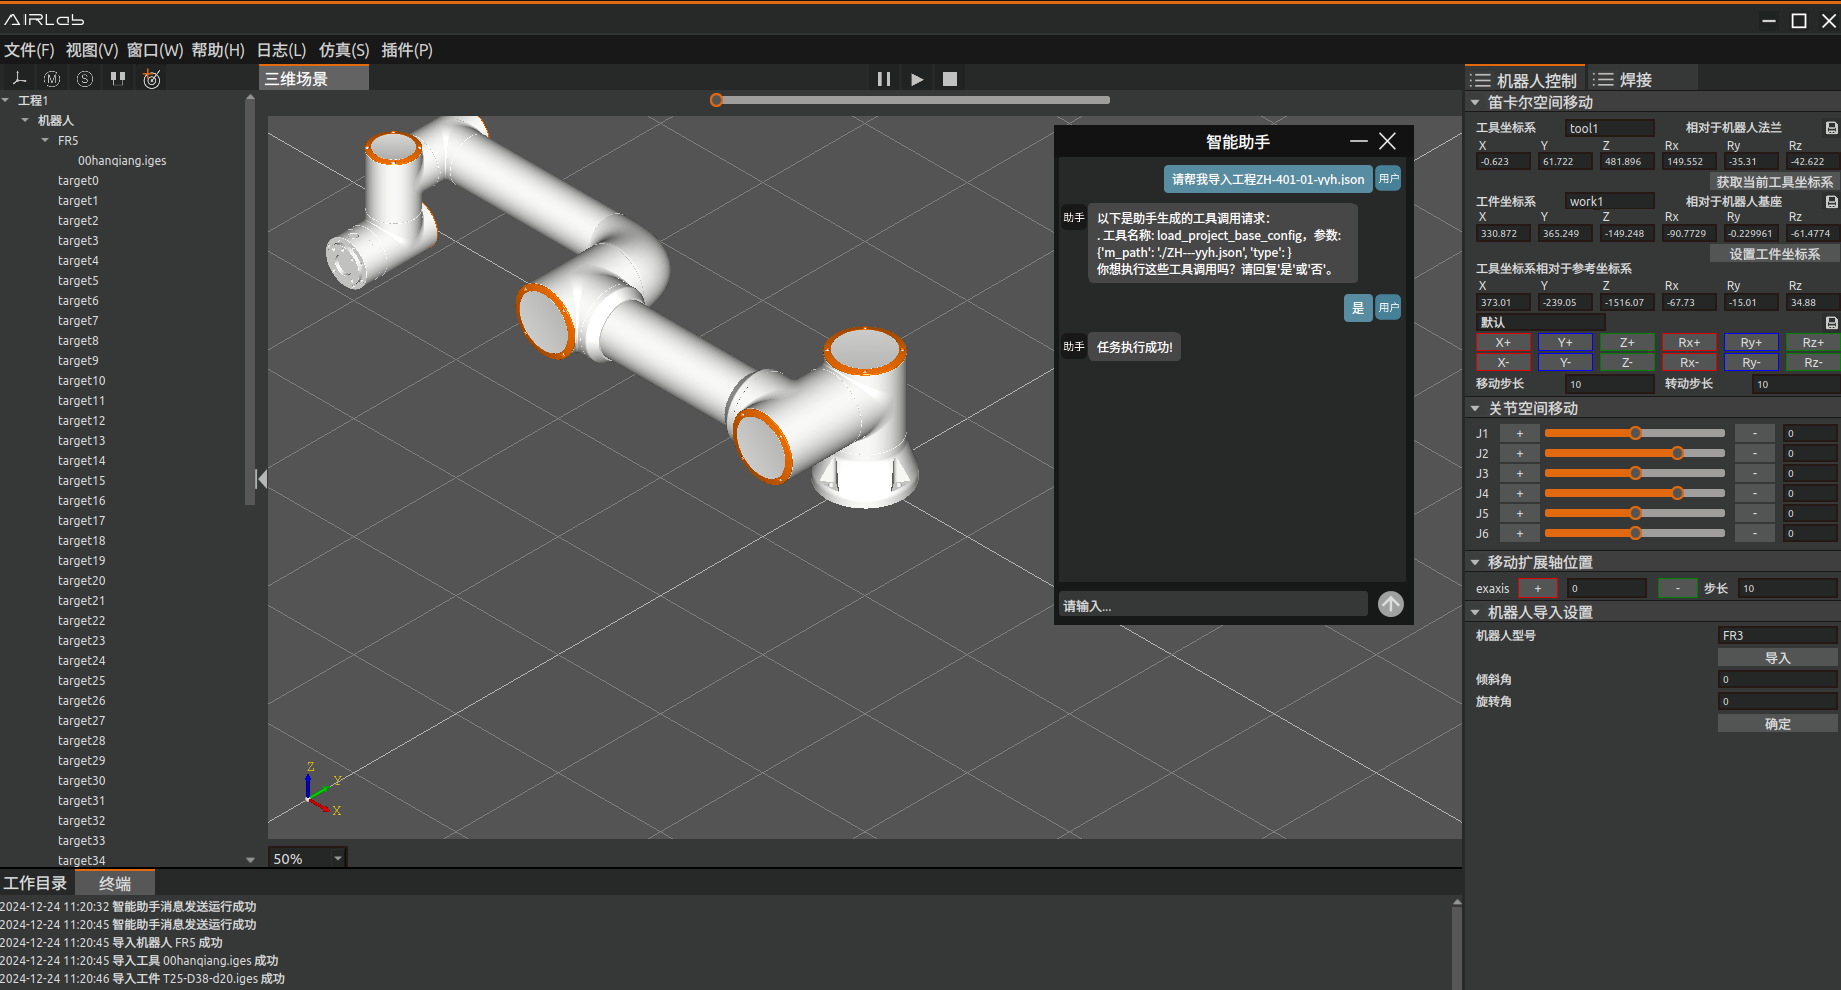 AIRLab
文件(F) 视图(V) 窗口(W) 帮助(H) 日志(L) 仿真(S) 插件(P)
M S
三维场景
工程1
机器人
FR5
00hanqiang.iges
target0
target1
target2
target3
target4
target5
target6
target7
target8
target9
target10
target11
target12
target13
target14
target15
target16
target17
target18
target19
target20
target21
target22
target23
target24
target25
target26
target27
target28
target29
target30
target31
target32
target33
target34
Z
Y
X
50%
智能助手
请帮我导入工程ZH-401-01-yyh.json 用户
助手 以下是助手生成的工具调用请求：
. 工具名称: load_project_base_config，参数:
{'m_path': './ZH---yyh.json', 'type': }
你想执行这些工具调用吗？请回复'是'或'否'。
是 用户
助手 任务执行成功!
请输入...
机器人控制 焊接
笛卡尔空间移动
工具坐标系 tool1 相对于机器人法兰
X Y Z Rx Ry Rz
-0.623 61.722 481.896 149.552 -35.31 -42.622
获取当前工具坐标系
工件坐标系 work1 相对于机器人基座
X Y Z Rx Ry Rz
330.872 365.249 -149.248 -90.7729 -0.229961 -61.4774
设置工件坐标系
工具坐标系相对于参考坐标系
X Y Z Rx Ry Rz
373.01 -239.05 -1516.07 -67.73 -15.01 34.88
默认
X+ Y+ Z+ Rx+ Ry+ Rz+
X- Y- Z- Rx- Ry- Rz-
移动步长 10 转动步长 10
关节空间移动
J1 + - 0
J2 + - 0
J3 + - 0
J4 + - 0
J5 + - 0
J6 + - 0
移动扩展轴位置
exaxis + 0 - 步长 10
机器人导入设置
机器人型号 FR3
导入
倾斜角 0
旋转角 0
确定
工作目录 终端
2024-12-24 11:20:32 智能助手消息发送运行成功
2024-12-24 11:20:45 智能助手消息发送运行成功
2024-12-24 11:20:45 导入机器人 FR5 成功
2024-12-24 11:20:45 导入工具 00hanqiang.iges 成功
2024-12-24 11:20:46 导入工件 T25-D38-d20.iges 成功